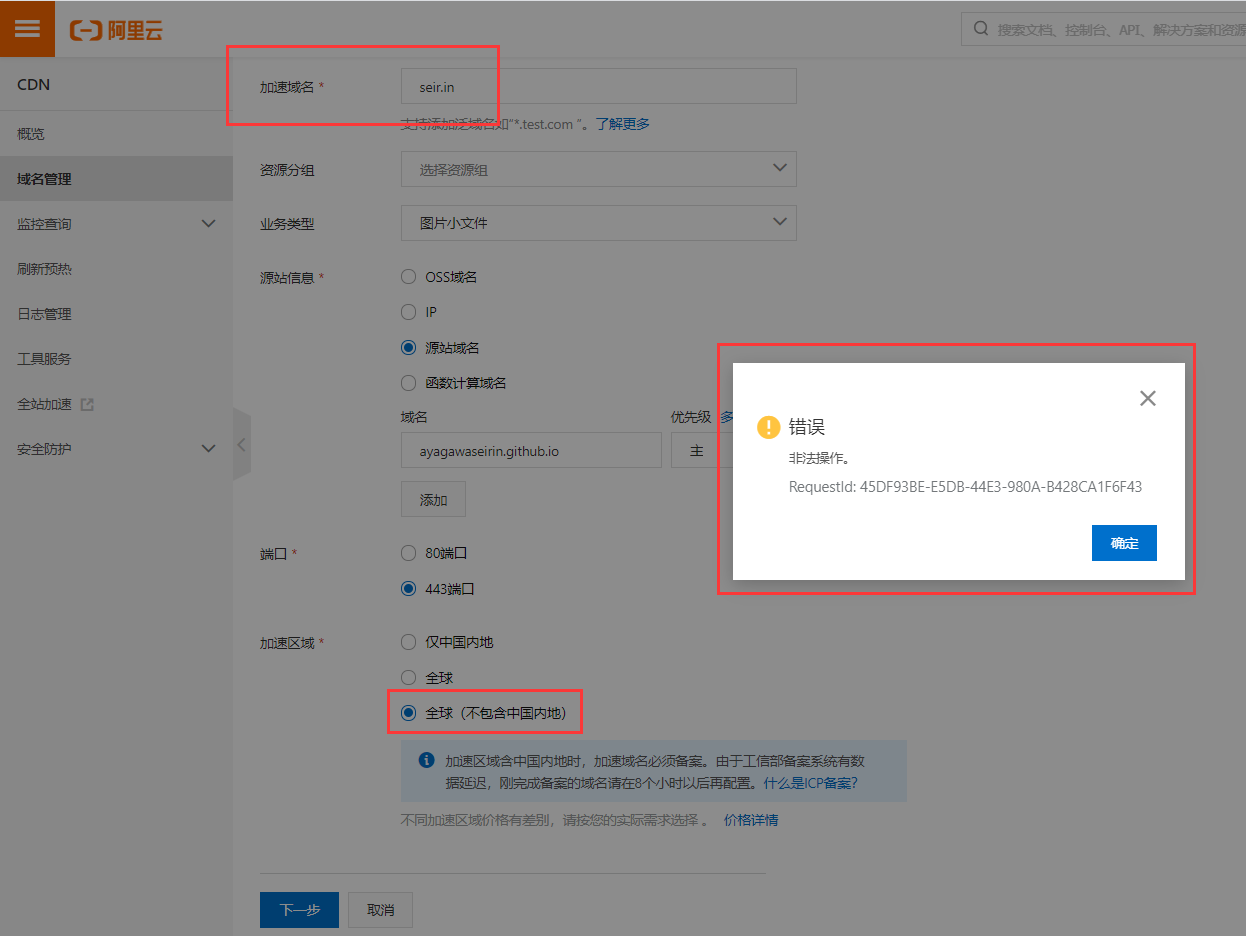 阿里云
搜索文档、控制台、API、解决方案和资源
CDN
概览
域名管理
监控查询
刷新预热
日志管理
工具服务
全站加速
安全防护
加速域名 *
seir.in
支持添加泛域名如“*.test.com ”。了解更多
资源分组
选择资源组
业务类型
图片小文件
源站信息 *
OSS域名
IP
源站域名
函数计算域名
域名
优先级
多
ayagawaseirin.github.io
主
添加
端口 *
80端口
443端口
加速区域 *
仅中国内地
全球
全球（不包含中国内地）
加速区域含中国内地时，加速域名必须备案。由于工信部备案系统有数
据延迟，刚完成备案的域名请在8个小时以后再配置。什么是ICP备案？
不同加速区域价格有差别，请按您的实际需求选择 。 价格详情
下一步
取消
错误
非法操作。
RequestId: 45DF93BE-E5DB-44E3-980A-B428CA1F6F43
确定